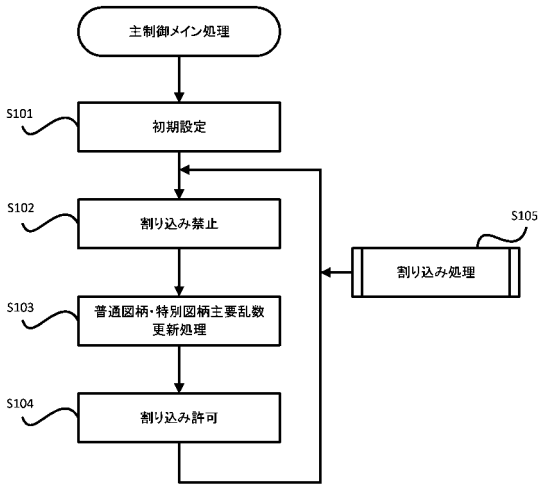 主制御メイン処理
S101
初期設定
S102
割り込み禁止
S105
割り込み処理
S103
普通図柄・特別図柄主要乱数
更新処理
S104
割り込み許可